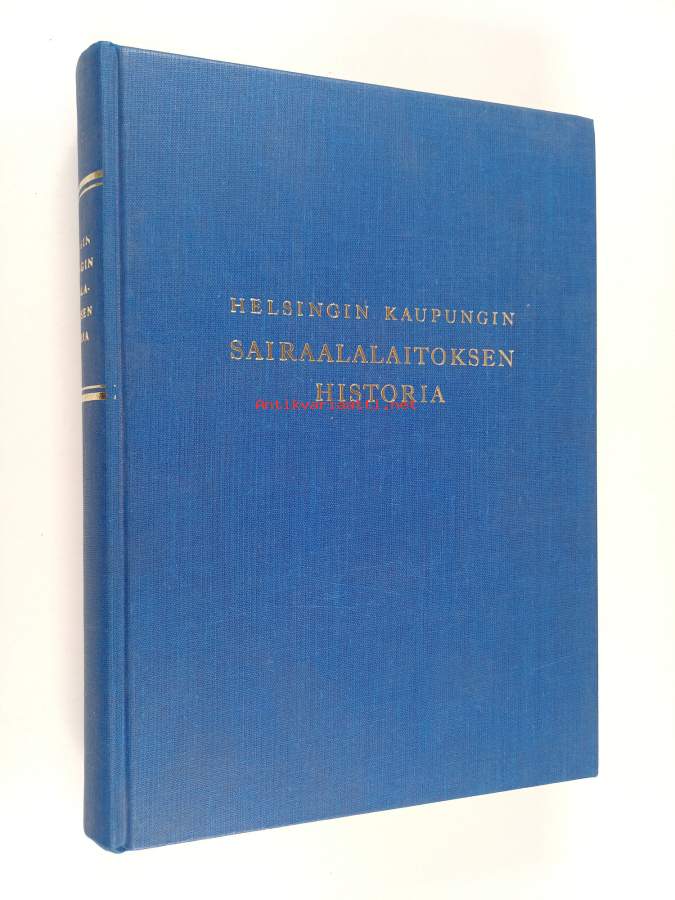 HELSINGIN KAUPUNGIN
SAIRAALALAITOKSEN
HISTORIA
Antikvariaatti.net